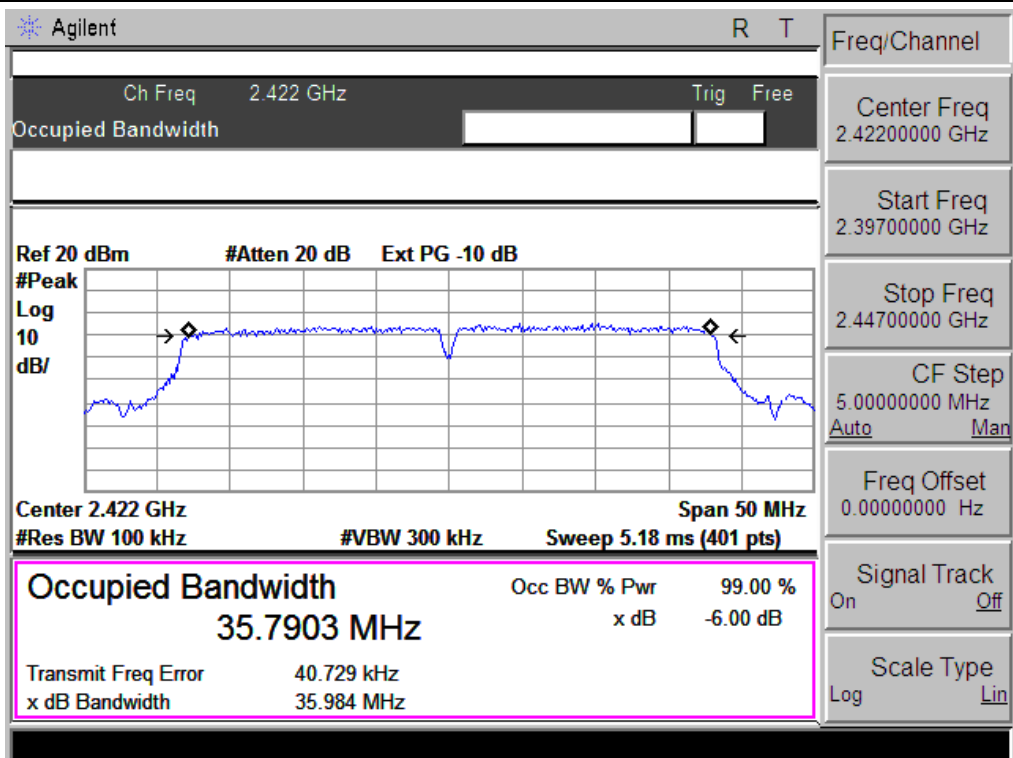 Agilent R T
Ch Freq 2.422 GHz Trig Free
Occupied Bandwidth
Ref 20 dBm #Atten 20 dB Ext PG -10 dB
#Peak
Log
10
dB/
Center 2.422 GHz Span 50 MHz
#Res BW 100 kHz #VBW 300 kHz Sweep 5.18 ms (401 pts)
Occupied Bandwidth Occ BW % Pwr 99.00 %
35.7903 MHz x dB -6.00 dB
Transmit Freq Error 40.729 kHz
x dB Bandwidth 35.984 MHz
Freq/Channel
Center Freq
2.42200000 GHz
Start Freq
2.39700000 GHz
Stop Freq
2.44700000 GHz
CF Step
5.00000000 MHz
Auto Man
Freq Offset
0.00000000 Hz
Signal Track
On Off
Scale Type
Log Lin